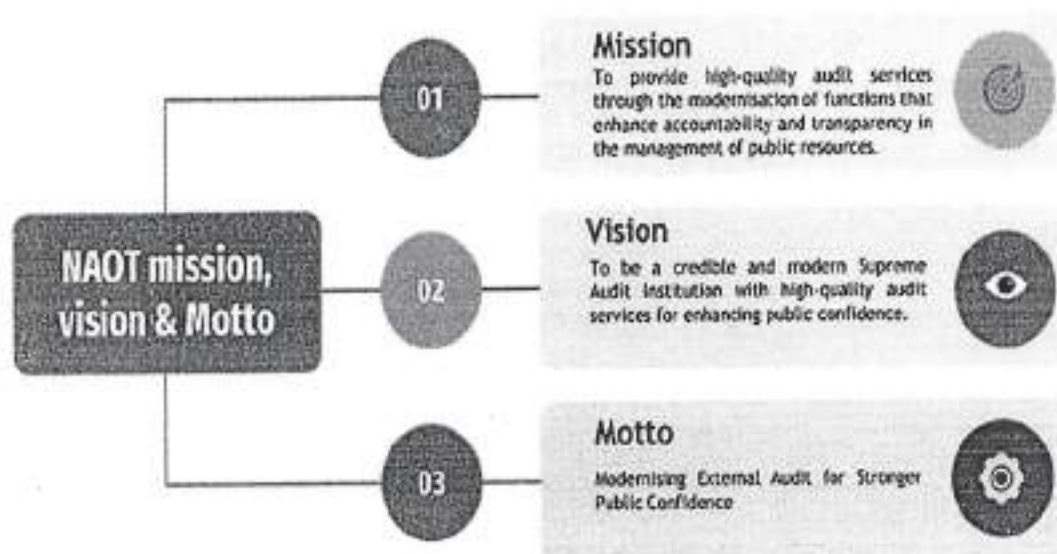 NAOT mission,
vision & Motto
01
Mission
To provide high-quality audit services
through the modernisation of functions that
enhance accountability and transparency in
the management of public resources.
02
Vision
To be a credible and modern Supreme
Audit Institution with high-quality audit
services for enhancing public confidence.
03
Motto
Modernising External Audit for Stronger
Public Confidence